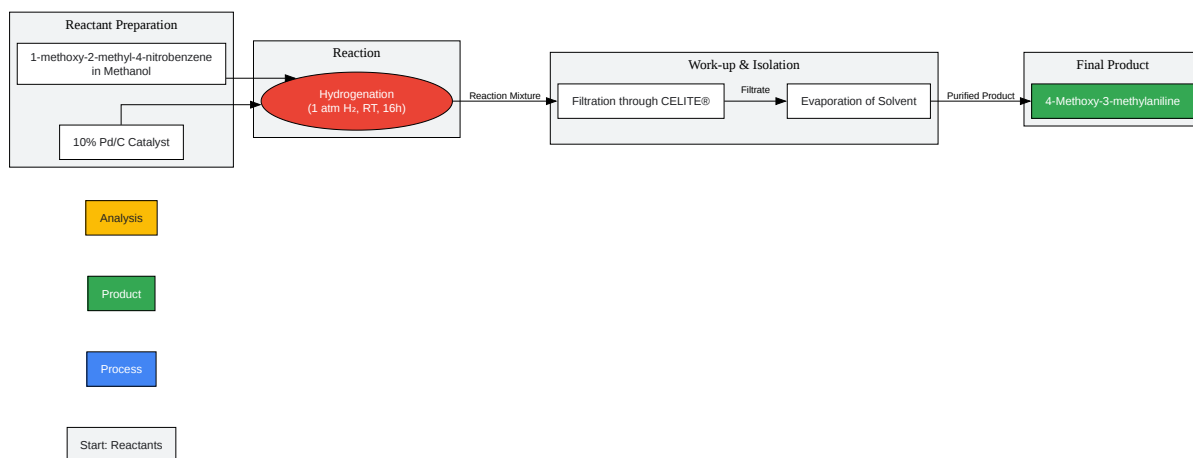 Reactant Preparation
1-methoxy-2-methyl-4-nitrobenzene
in Methanol
10% Pd/C Catalyst
Reaction
Hydrogenation
(1 atm H₂, RT, 16h)
Reaction Mixture
Work-up & Isolation
Filtration through CELITE®
Filtrate
Evaporation of Solvent
Purified Product
Final Product
4-Methoxy-3-methylaniline
Analysis
Product
Process
Start: Reactants